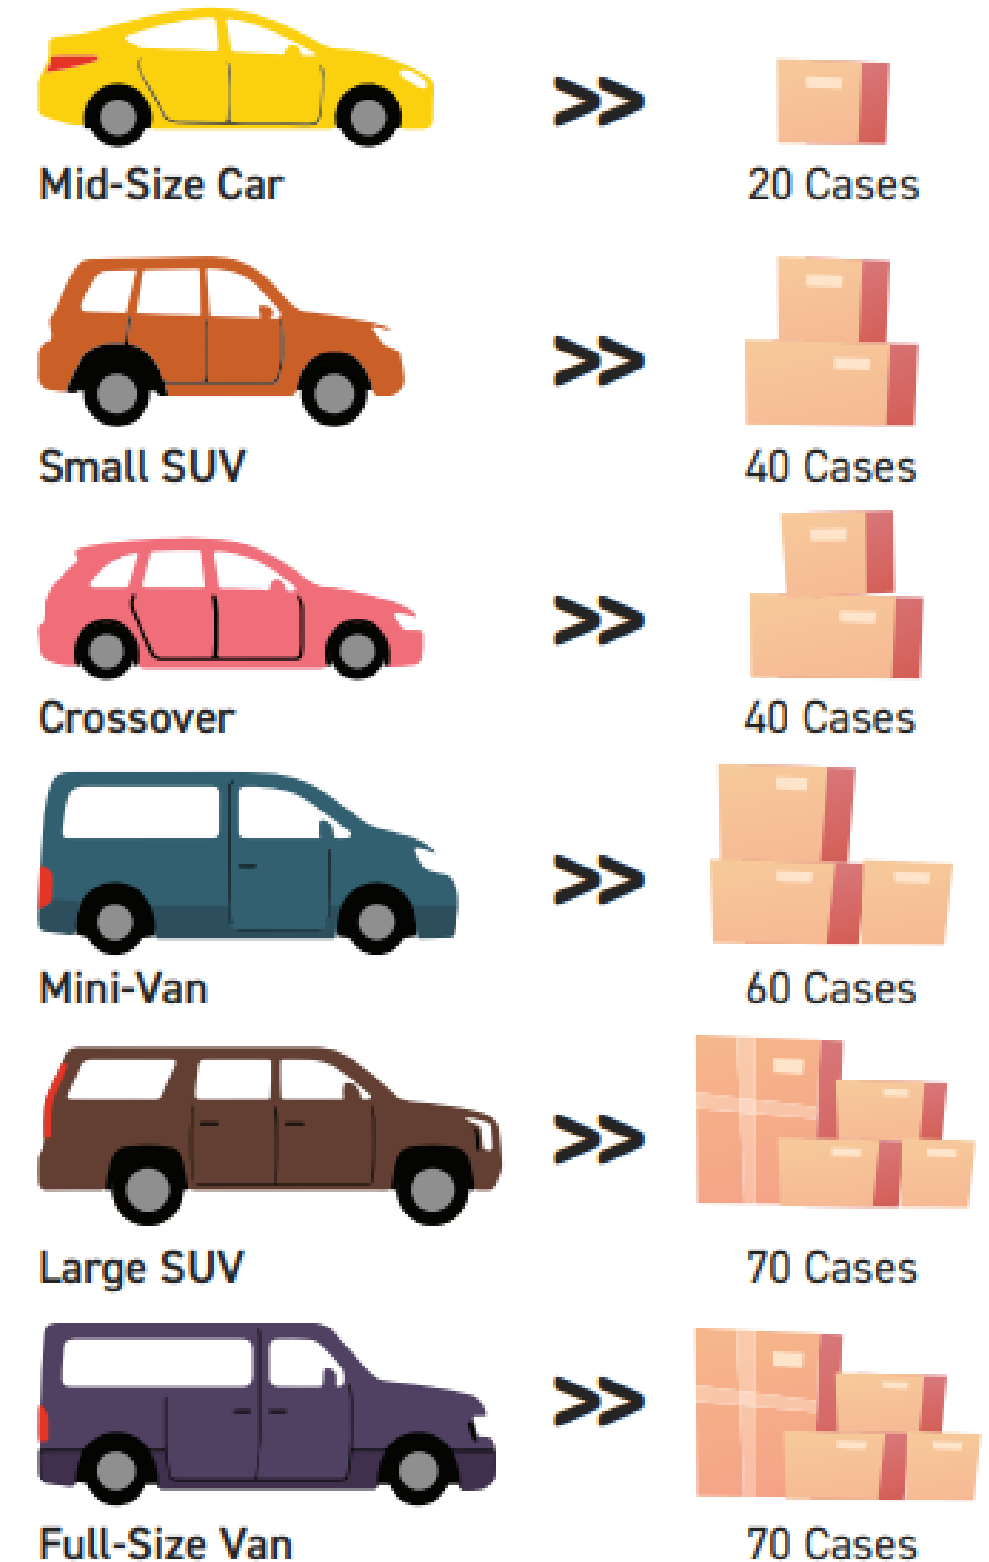 >>
Mid-Size Car
20 Cases
>>
Small SUV
40 Cases
>>
Crossover
40 Cases
>>
Mini-Van
60 Cases
>>
Large SUV
70 Cases
>>
Full-Size Van
70 Cases